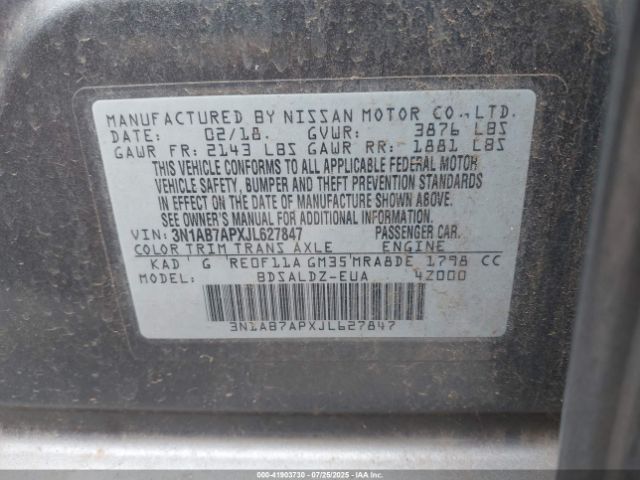 MANUFACTURED BY NISSAN MOTOR CO.,LTD.
DATE: 02/18. GVWR: 3876 LBS
GAWR FR: 2143 LBS GAWR RR: 1881 LBS
THIS VEHICLE CONFORMS TO ALL APPLICABLE FEDERAL MOTOR
VEHICLE SAFETY, BUMPER AND THEFT PREVENTION STANDARDS
IN EFFECT ON THE DATE OF MANUFACTURE SHOWN ABOVE.
SEE OWNER'S MANUAL FOR ADDITIONAL INFORMATION.
VIN: 3N1AB7APXJL627847 PASSENGER CAR.
COLOR TRIM TRANS AXLE ENGINE
KAD G RE0F11A GM35 MRA8DE 1798 CC
MODEL: BDSALDZ-EUA 4Z000
3N1AB7APXJL627847
000-41903730 07/25/2025 IAA, Inc.